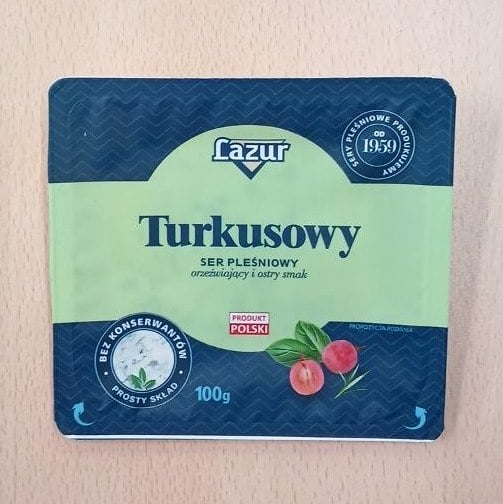 Lazur
SERY PLEŚNIOWE PRODUKUJEMY
OD
1959
Turkusowy
SER PLEŚNIOWY
orzeźwiający i ostry smak
PRODUKT
POLSKI
PROPOZYCJA PODANIA
BEZ KONSERWANTÓW
PROSTY SKŁAD
100g